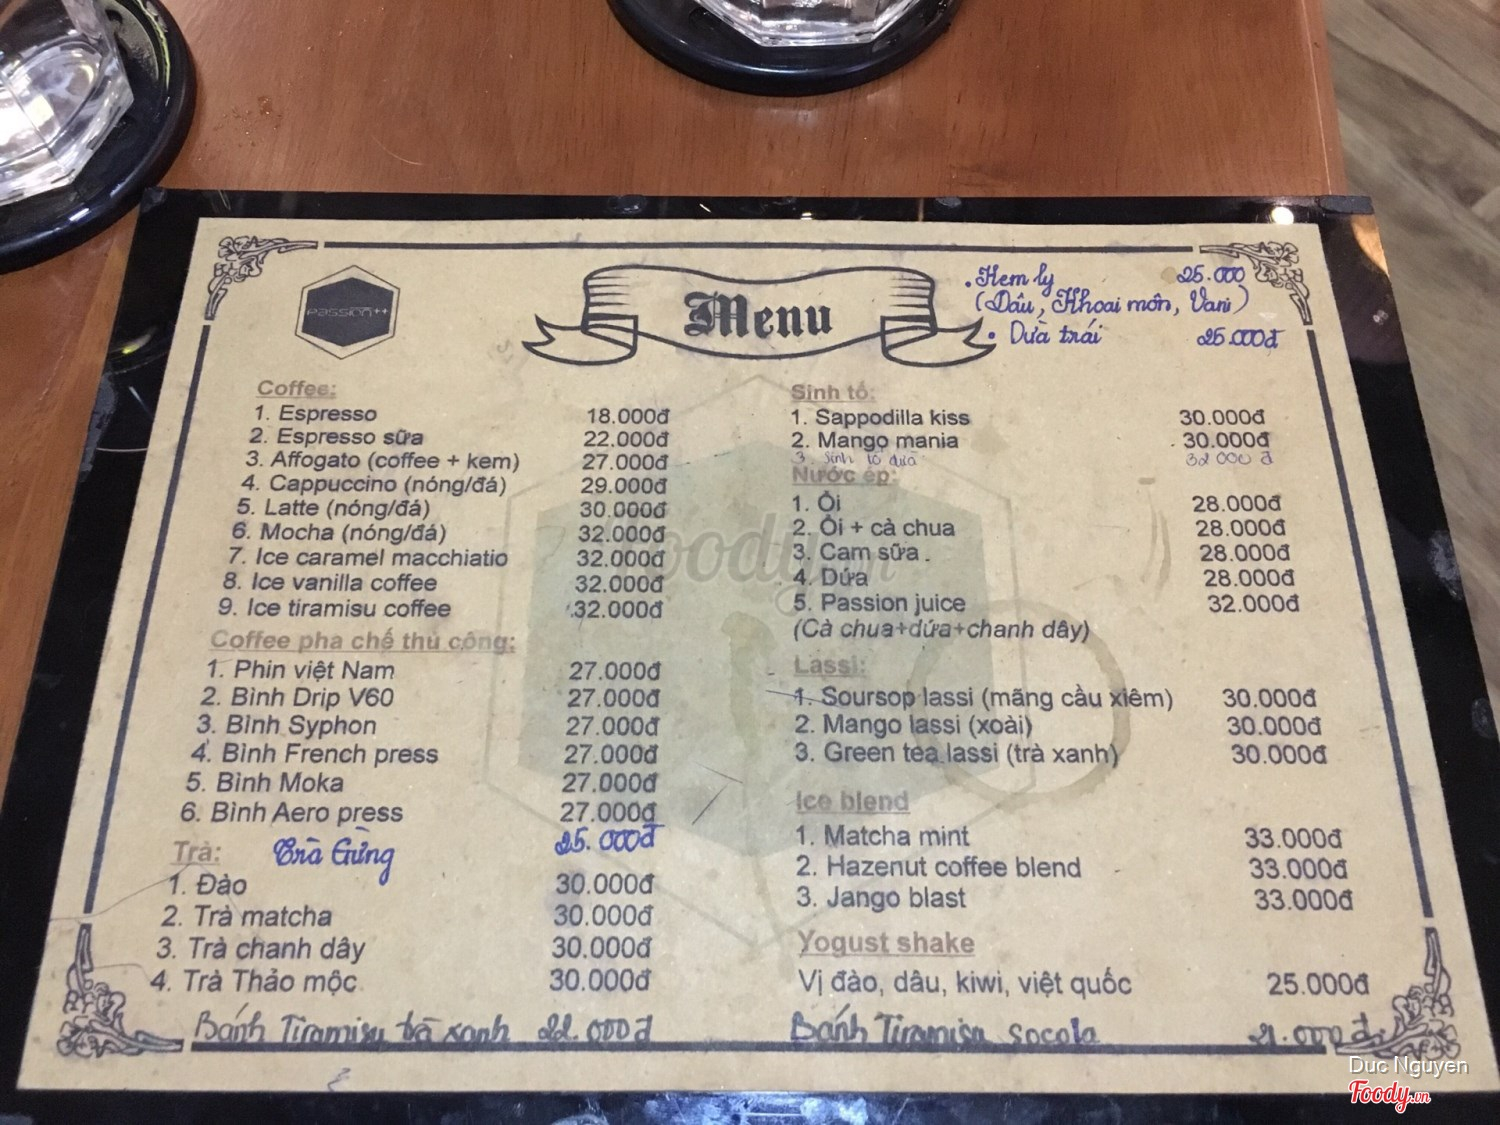 Passion++
Menu
• Kem ly 25.000
(Dâu, Khoai môn, Vani)
• Dừa trái 25.000đ
Coffee:
1. Espresso 18.000đ
2. Espresso sữa 22.000đ
3. Affogato (coffee + kem) 27.000đ
4. Cappuccino (nóng/đá) 29.000đ
5. Latte (nóng/đá) 30.000đ
6. Mocha (nóng/đá) 32.000đ
7. Ice caramel macchiatio 32.000đ
8. Ice vanilla coffee 32.000đ
9. Ice tiramisu coffee 32.000đ
Coffee pha chế thủ công:
1. Phin việt Nam 27.000đ
2. Bình Drip V60 27.000đ
3. Bình Syphon 27.000đ
4. Bình French press 27.000đ
5. Bình Moka 27.000đ
6. Bình Aero press 27.000đ
Trà: Trà Gừng 25.000đ
1. Đào 30.000đ
2. Trà matcha 30.000đ
3. Trà chanh dây 30.000đ
4. Trà Thảo mộc 30.000đ
Bánh Tiramisu trà xanh 22.000đ
Sinh tố:
1. Sappodilla kiss 30.000đ
2. Mango mania 30.000đ
3. Sinh tố dừa 32.000đ
Nước ép:
1. Ổi 28.000đ
2. Ổi + cà chua 28.000đ
3. Cam sữa 28.000đ
4. Dứa 28.000đ
5. Passion juice 32.000đ
(Cà chua+dứa+chanh dây)
Lassi:
1. Soursop lassi (mãng cầu xiêm) 30.000đ
2. Mango lassi (xoài) 30.000đ
3. Green tea lassi (trà xanh) 30.000đ
Ice blend
1. Matcha mint 33.000đ
2. Hazenut coffee blend 33.000đ
3. Jango blast 33.000đ
Yogust shake
Vị đào, dâu, kiwi, việt quốc 25.000đ
Bánh Tiramisu socola 21.000đ
foody.vn
Duc Nguyen
Foody.vn